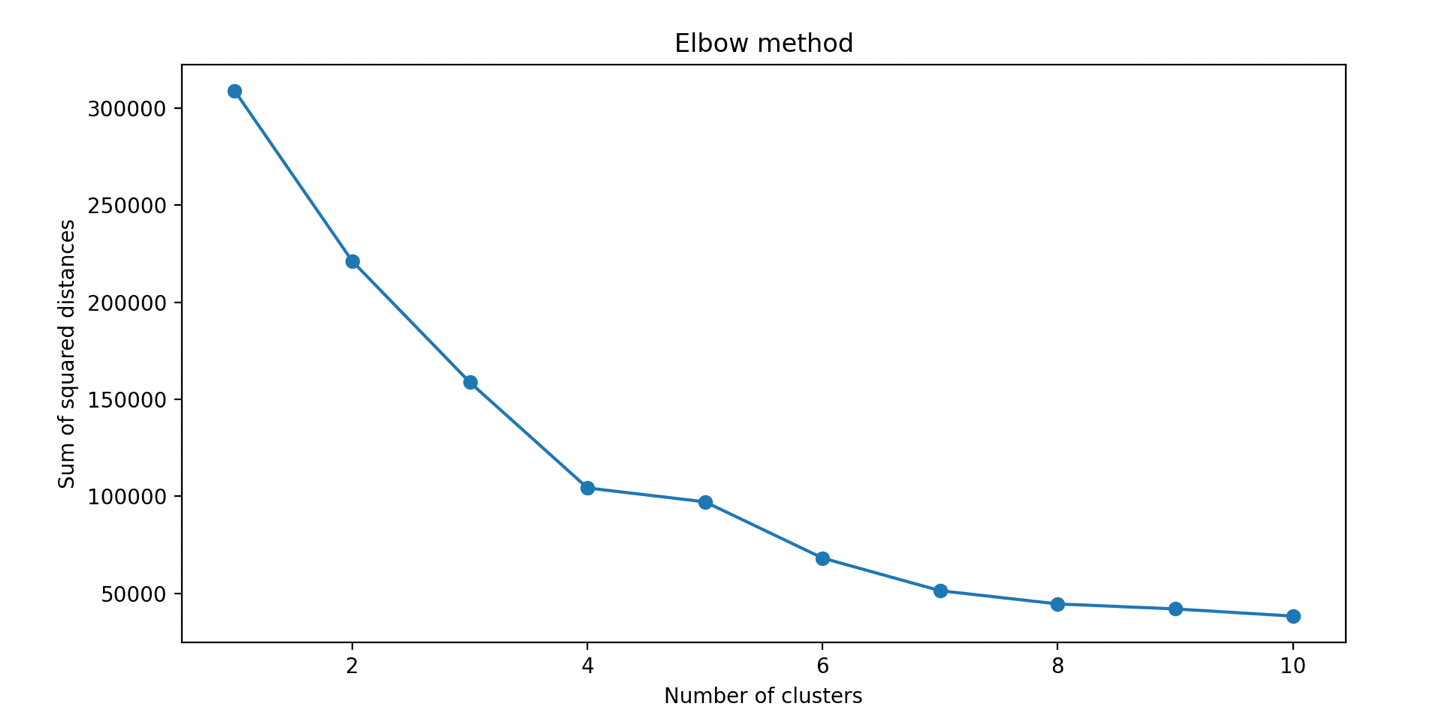 Elbow method
300000
250000
200000
150000
100000
50000
Sum of squared distances
2 4 6 8 10
Number of clusters